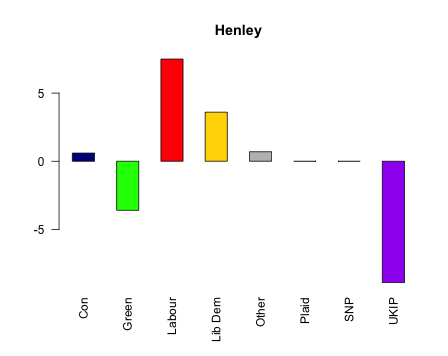 Henley
5
0
-5
Con
Green
Labour
Lib Dem
Other
Plaid
SNP
UKIP